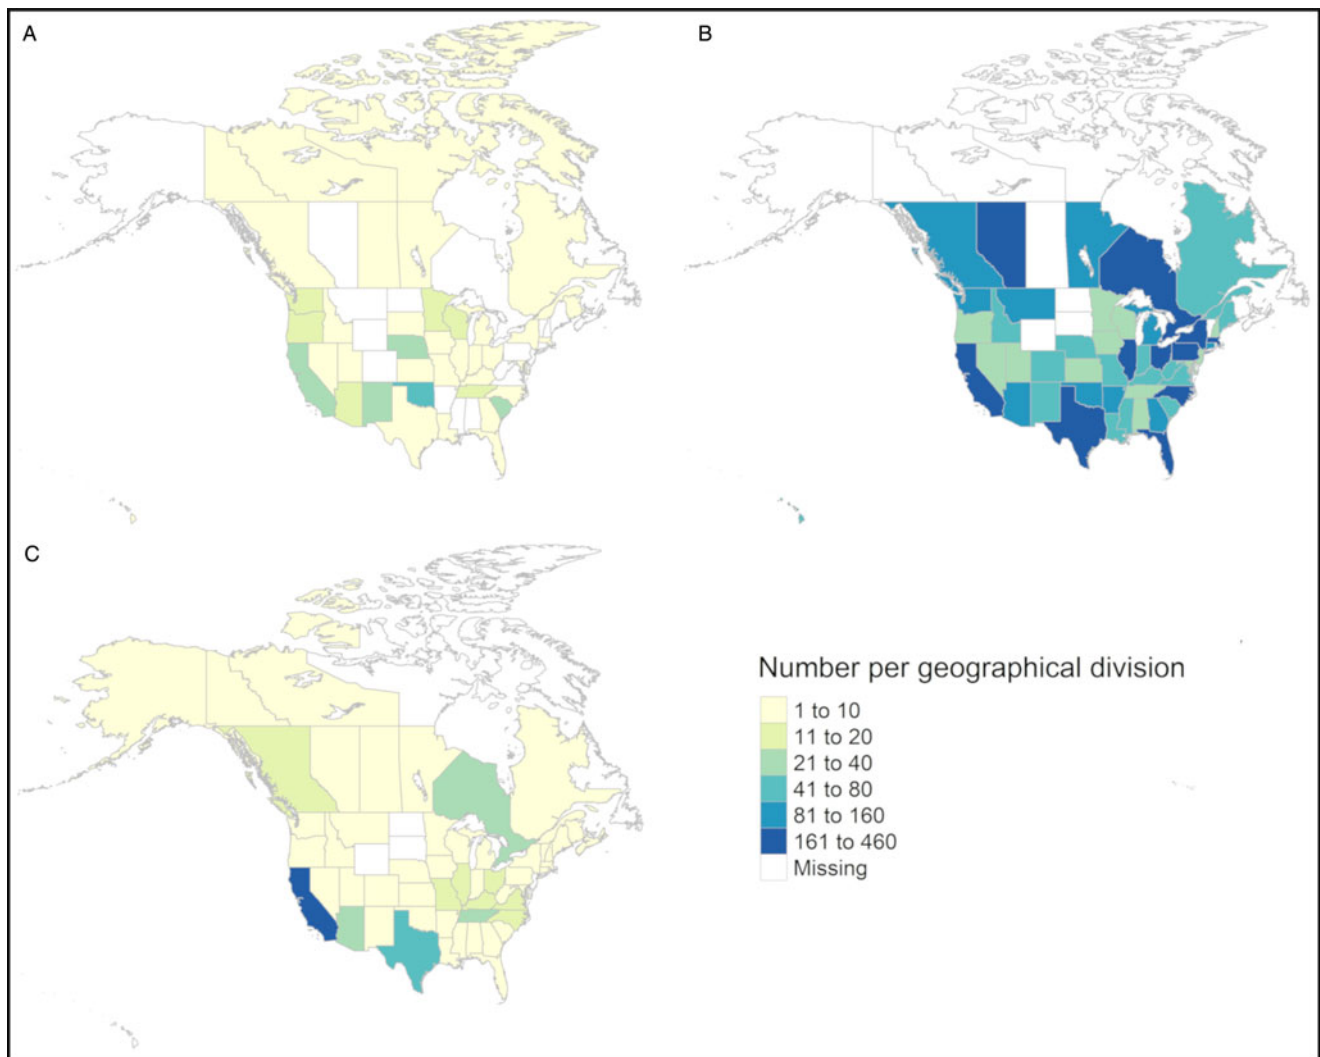 A
B
C
Number per geographical division
1 to 10
11 to 20
21 to 40
41 to 80
81 to 160
161 to 460
Missing